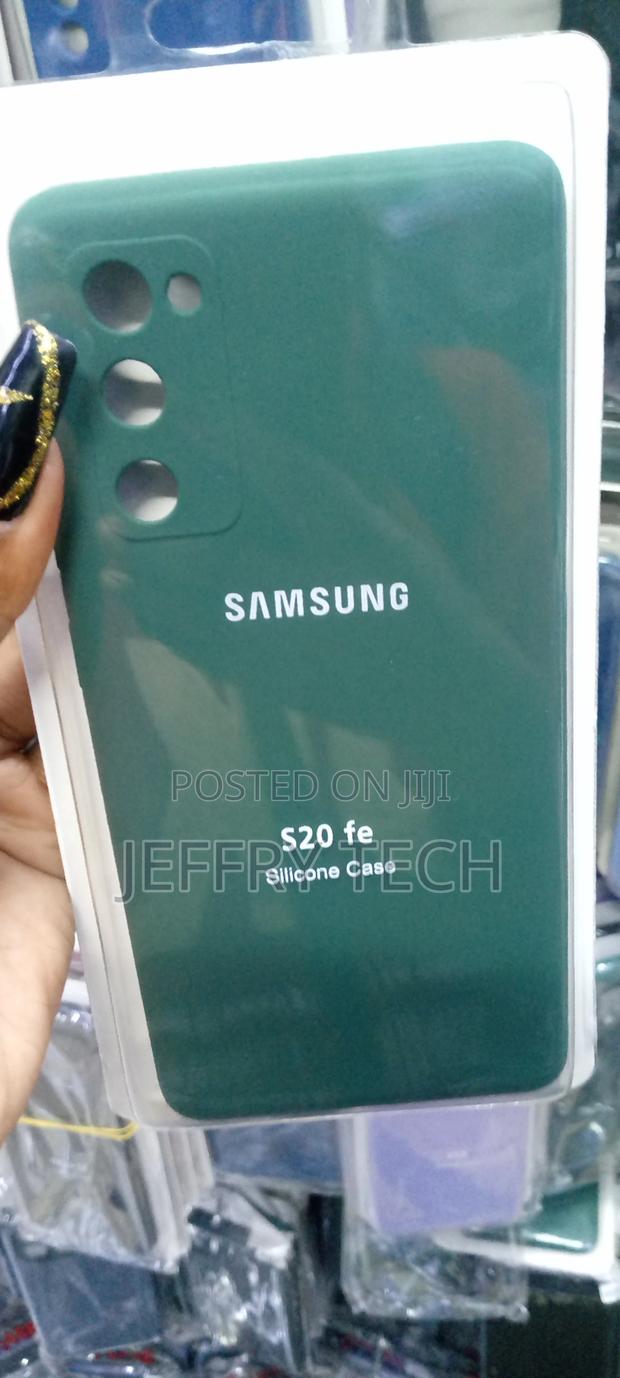 SAMSUNG
POSTED ON JIJI
S20 fe
JEFFRY TECH
Silicone Case